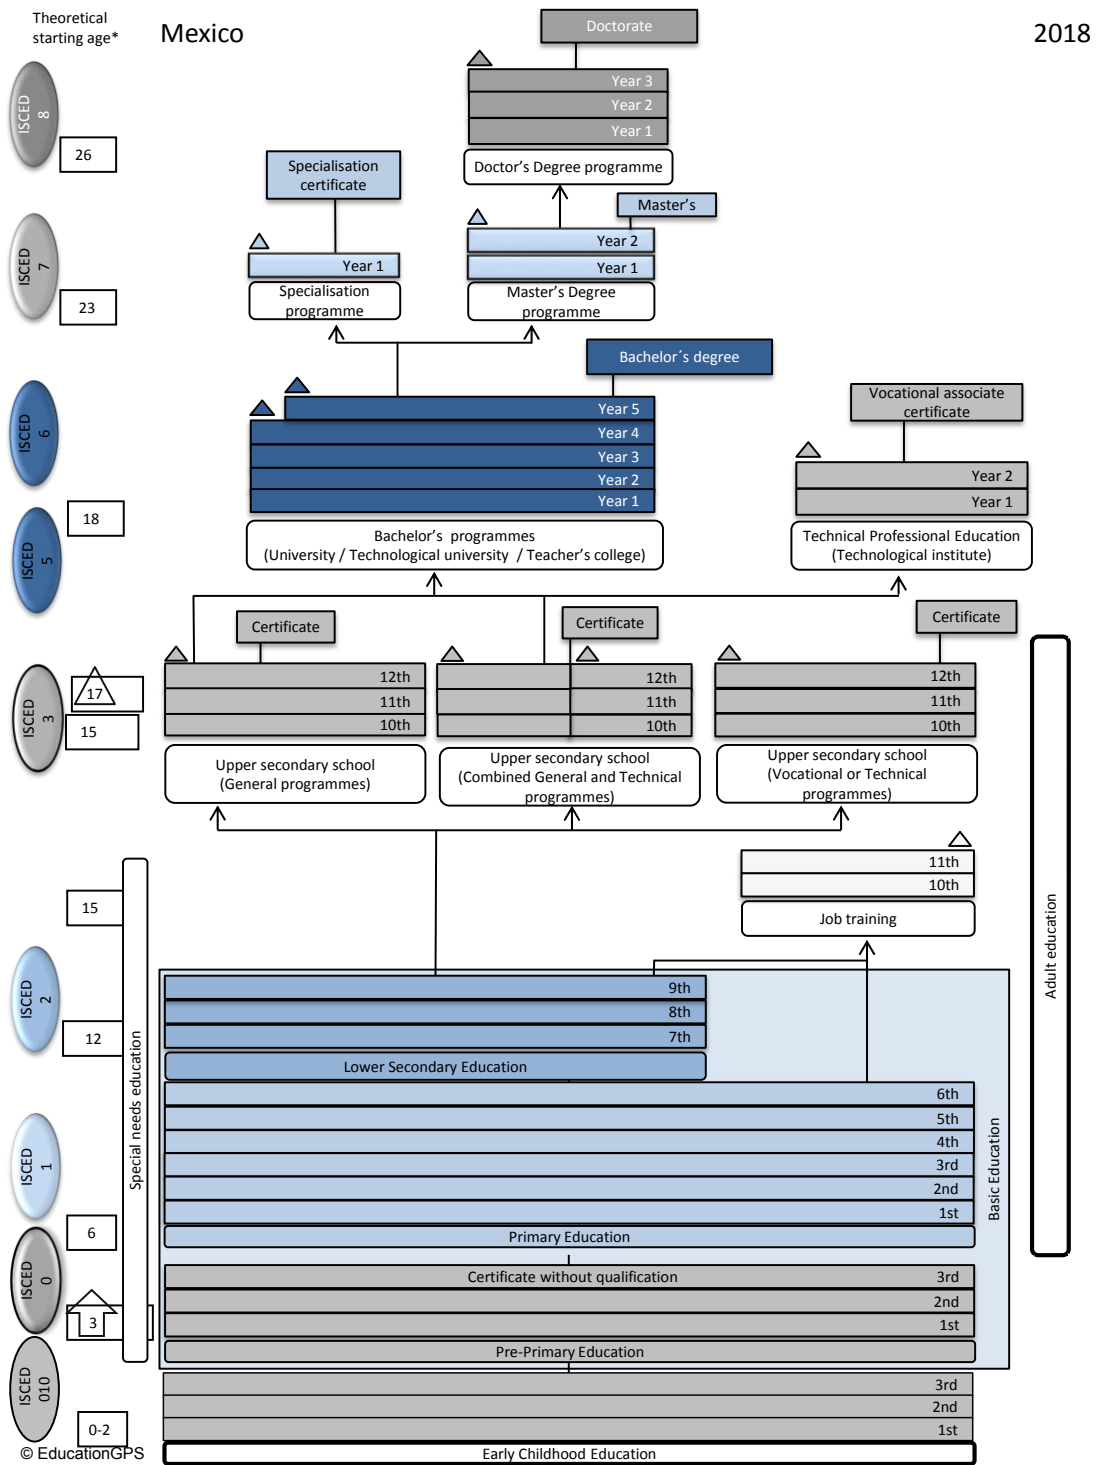 Theoretical
starting age*
Mexico
2018
Doctorate
Year 3
Year 2
Year 1
Doctor's Degree programme
ISCED
8
26
Specialisation
certificate
Master's
Year 2
Year 1
Year 1
Specialisation
programme
Master's Degree
programme
ISCED
7
23
Bachelor´s degree
Year 5
Year 4
Year 3
Year 2
Year 1
Bachelor's programmes
(University / Technological university / Teacher's college)
Vocational associate
certificate
Year 2
Year 1
Technical Professional Education
(Technological institute)
ISCED
6
18
ISCED
5
Certificate
Certificate
Certificate
12th
11th
10th
12th
11th
10th
12th
11th
10th
Upper secondary school
(General programmes)
Upper secondary school
(Combined General and Technical
programmes)
Upper secondary school
(Vocational or Technical
programmes)
ISCED
3
17
15
11th
10th
Job training
15
Adult education
Special needs education
ISCED
2
12
9th
8th
7th
Lower Secondary Education
6th
5th
4th
3rd
2nd
1st
Primary Education
Basic Education
ISCED
1
6
ISCED
0
3
Certificate without qualification
3rd
2nd
1st
Pre-Primary Education
ISCED
010
0-2
3rd
2nd
1st
Early Childhood Education
© EducationGPS